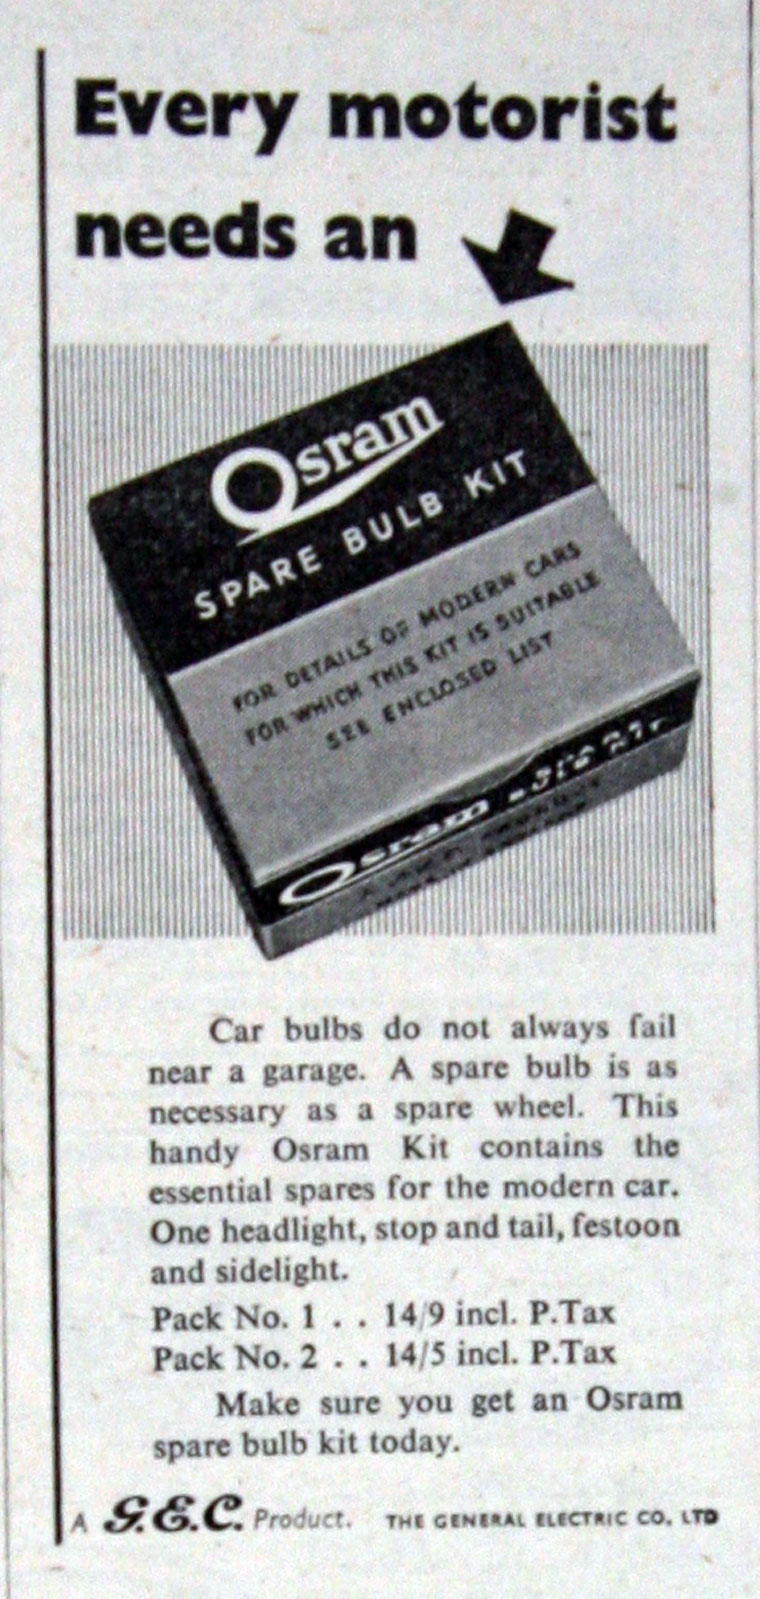 Every motorist
needs an
Osram
SPARE BULB KIT
FOR DETAILS OF MODERN CARS
FOR WHICH THIS KIT IS SUITABLE
SEE ENCLOSED LIST
Osram
Car bulbs do not always fail
near a garage. A spare bulb is as
necessary as a spare wheel. This
handy Osram Kit contains the
essential spares for the modern car.
One headlight, stop and tail, festoon
and sidelight.
Pack No. 1 . . 14/9 incl. P.Tax
Pack No. 2 . . 14/5 incl. P.Tax
Make sure you get an Osram
spare bulb kit today.
A G.E.C. Product. THE GENERAL ELECTRIC CO. LTD